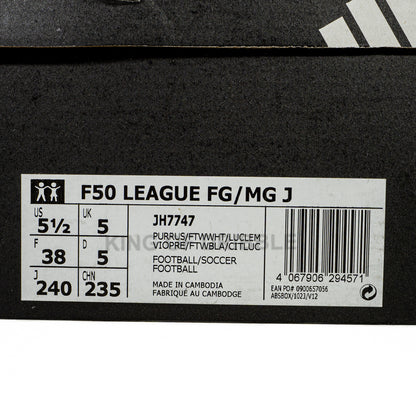 F50 LEAGUE FG/MG J
US UK
5½ 5
F D
38 5
J CHN
240 235
JH7747
PURRUS/FTWWHT/LUCLEM
VIOPRE/FTWBLA/CITLUC
FOOTBALL/SOCCER
FOOTBALL
MADE IN CAMBODIA
FABRIQUÉ AU CAMBODGE
4 067906 294571
EAN PO# 0900657056
ABSBOX/1023/V12